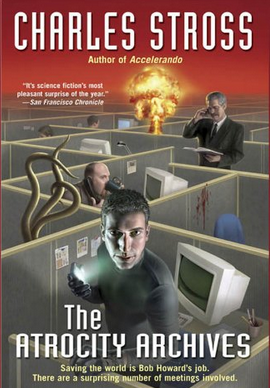 CHARLES STROSS
Author of Accelerando
"It's science fiction's most
pleasant surprise of the year."
—San Francisco Chronicle
The
ATROCITY ARCHIVES
Saving the world is Bob Howard's job.
There are a surprising number of meetings involved.